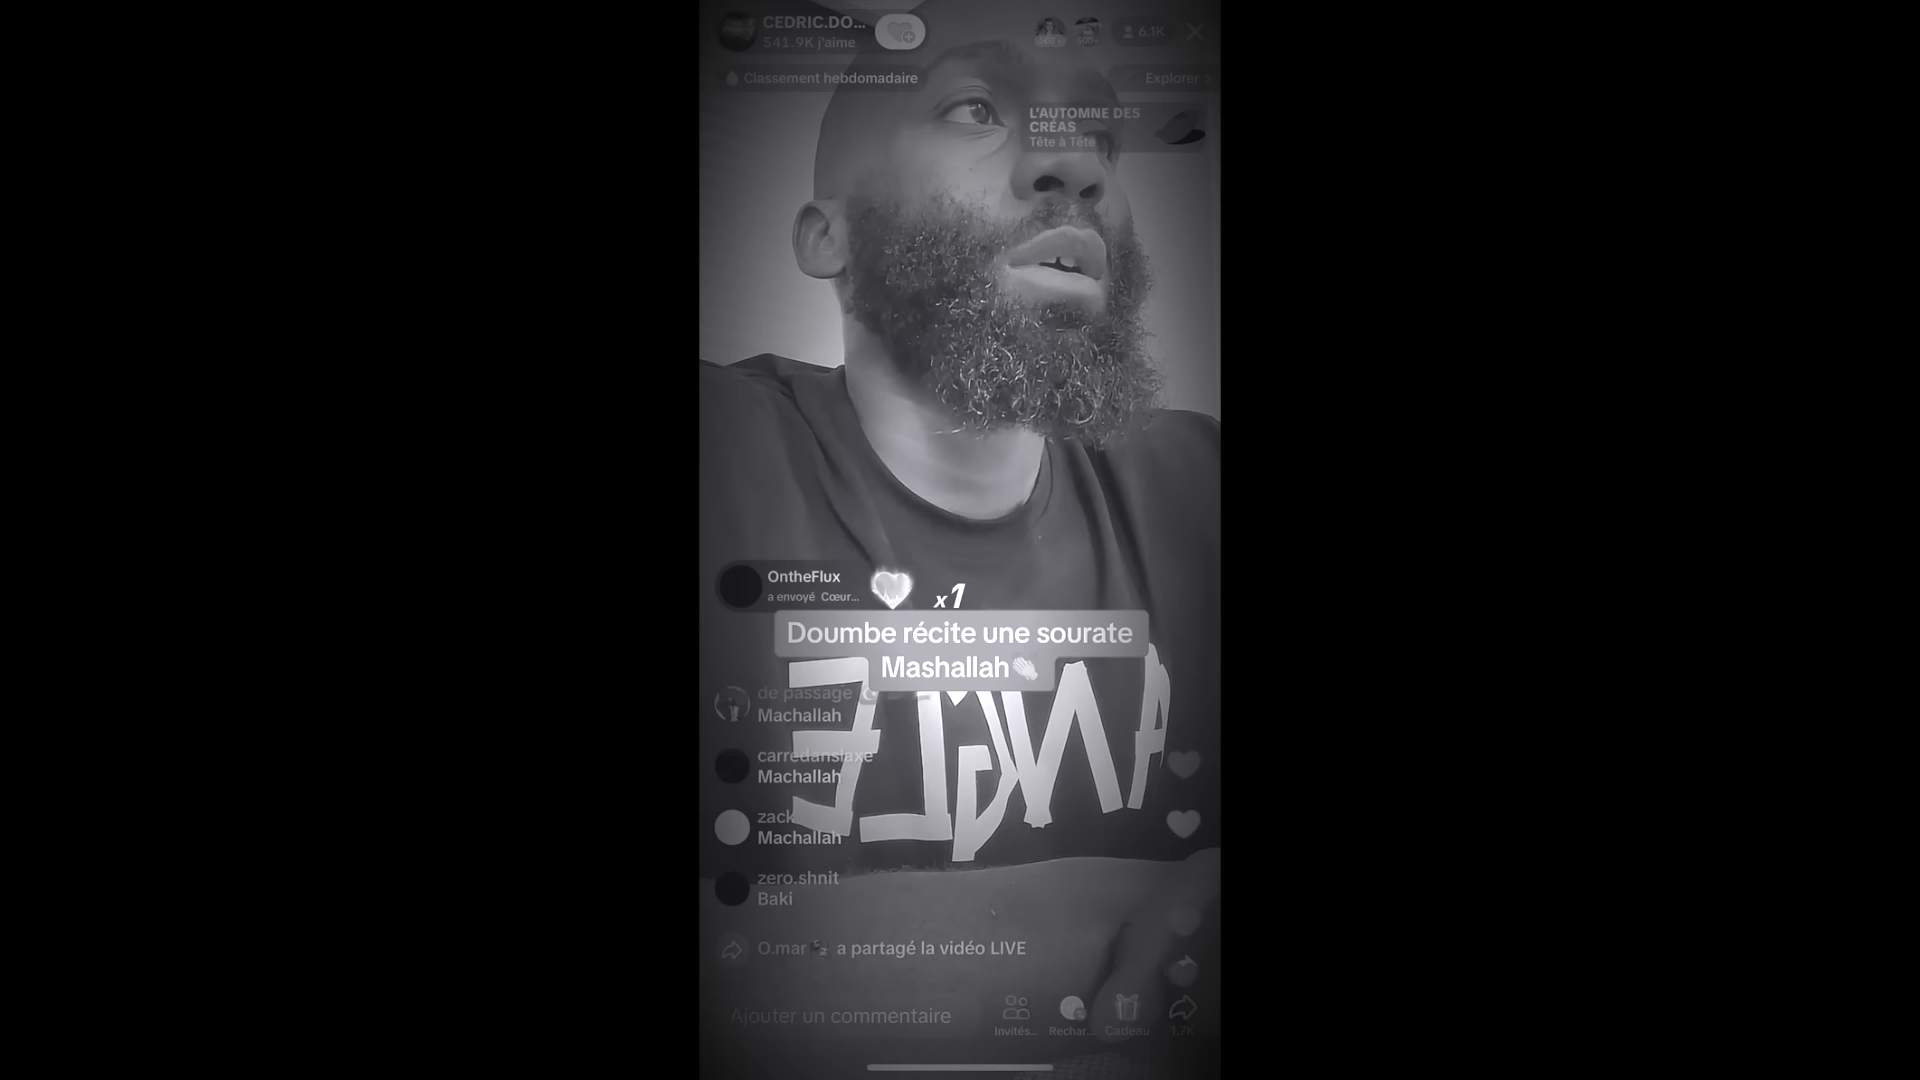 CEDRIC.DO...
541.9K j'aime
6.1K
Classement hebdomadaire
Explorer
L'AUTOMNE DES
CRÉAS
Tête à Tête
OntheFlux
a envoyé Cœur...
x1
Doumbe récite une sourate
Mashallah👏
de passage
Machallah
carredanslaxe
Machallah
zack
Machallah
zero.shnit
Baki
O.mar a partagé la vidéo LIVE
Ajouter un commentaire
Invités...
Rechar...
Cadeau
1.7K